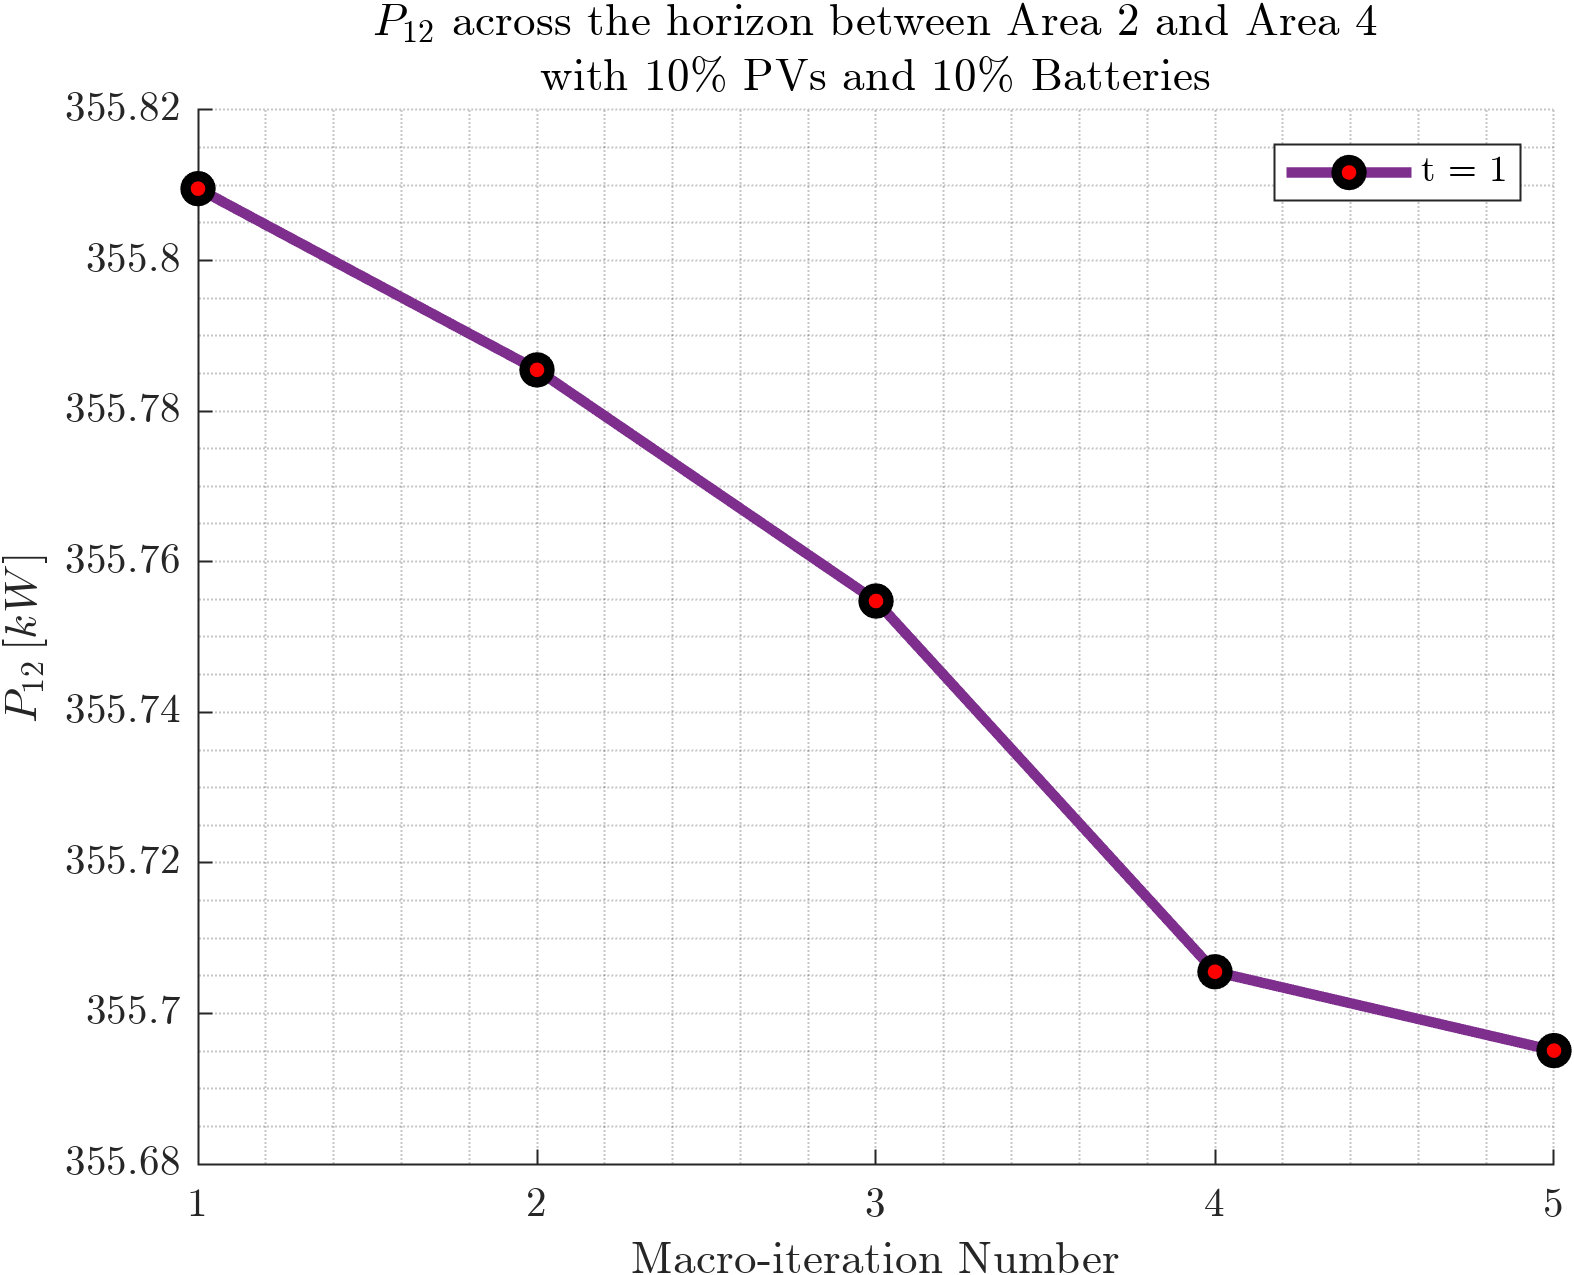 P₁₂ across the horizon between Area 2 and Area 4
with 10% PVs and 10% Batteries
t = 1
P₁₂ [kW]
355.82
355.8
355.78
355.76
355.74
355.72
355.7
355.68
1 2 3 4 5
Macro-iteration Number